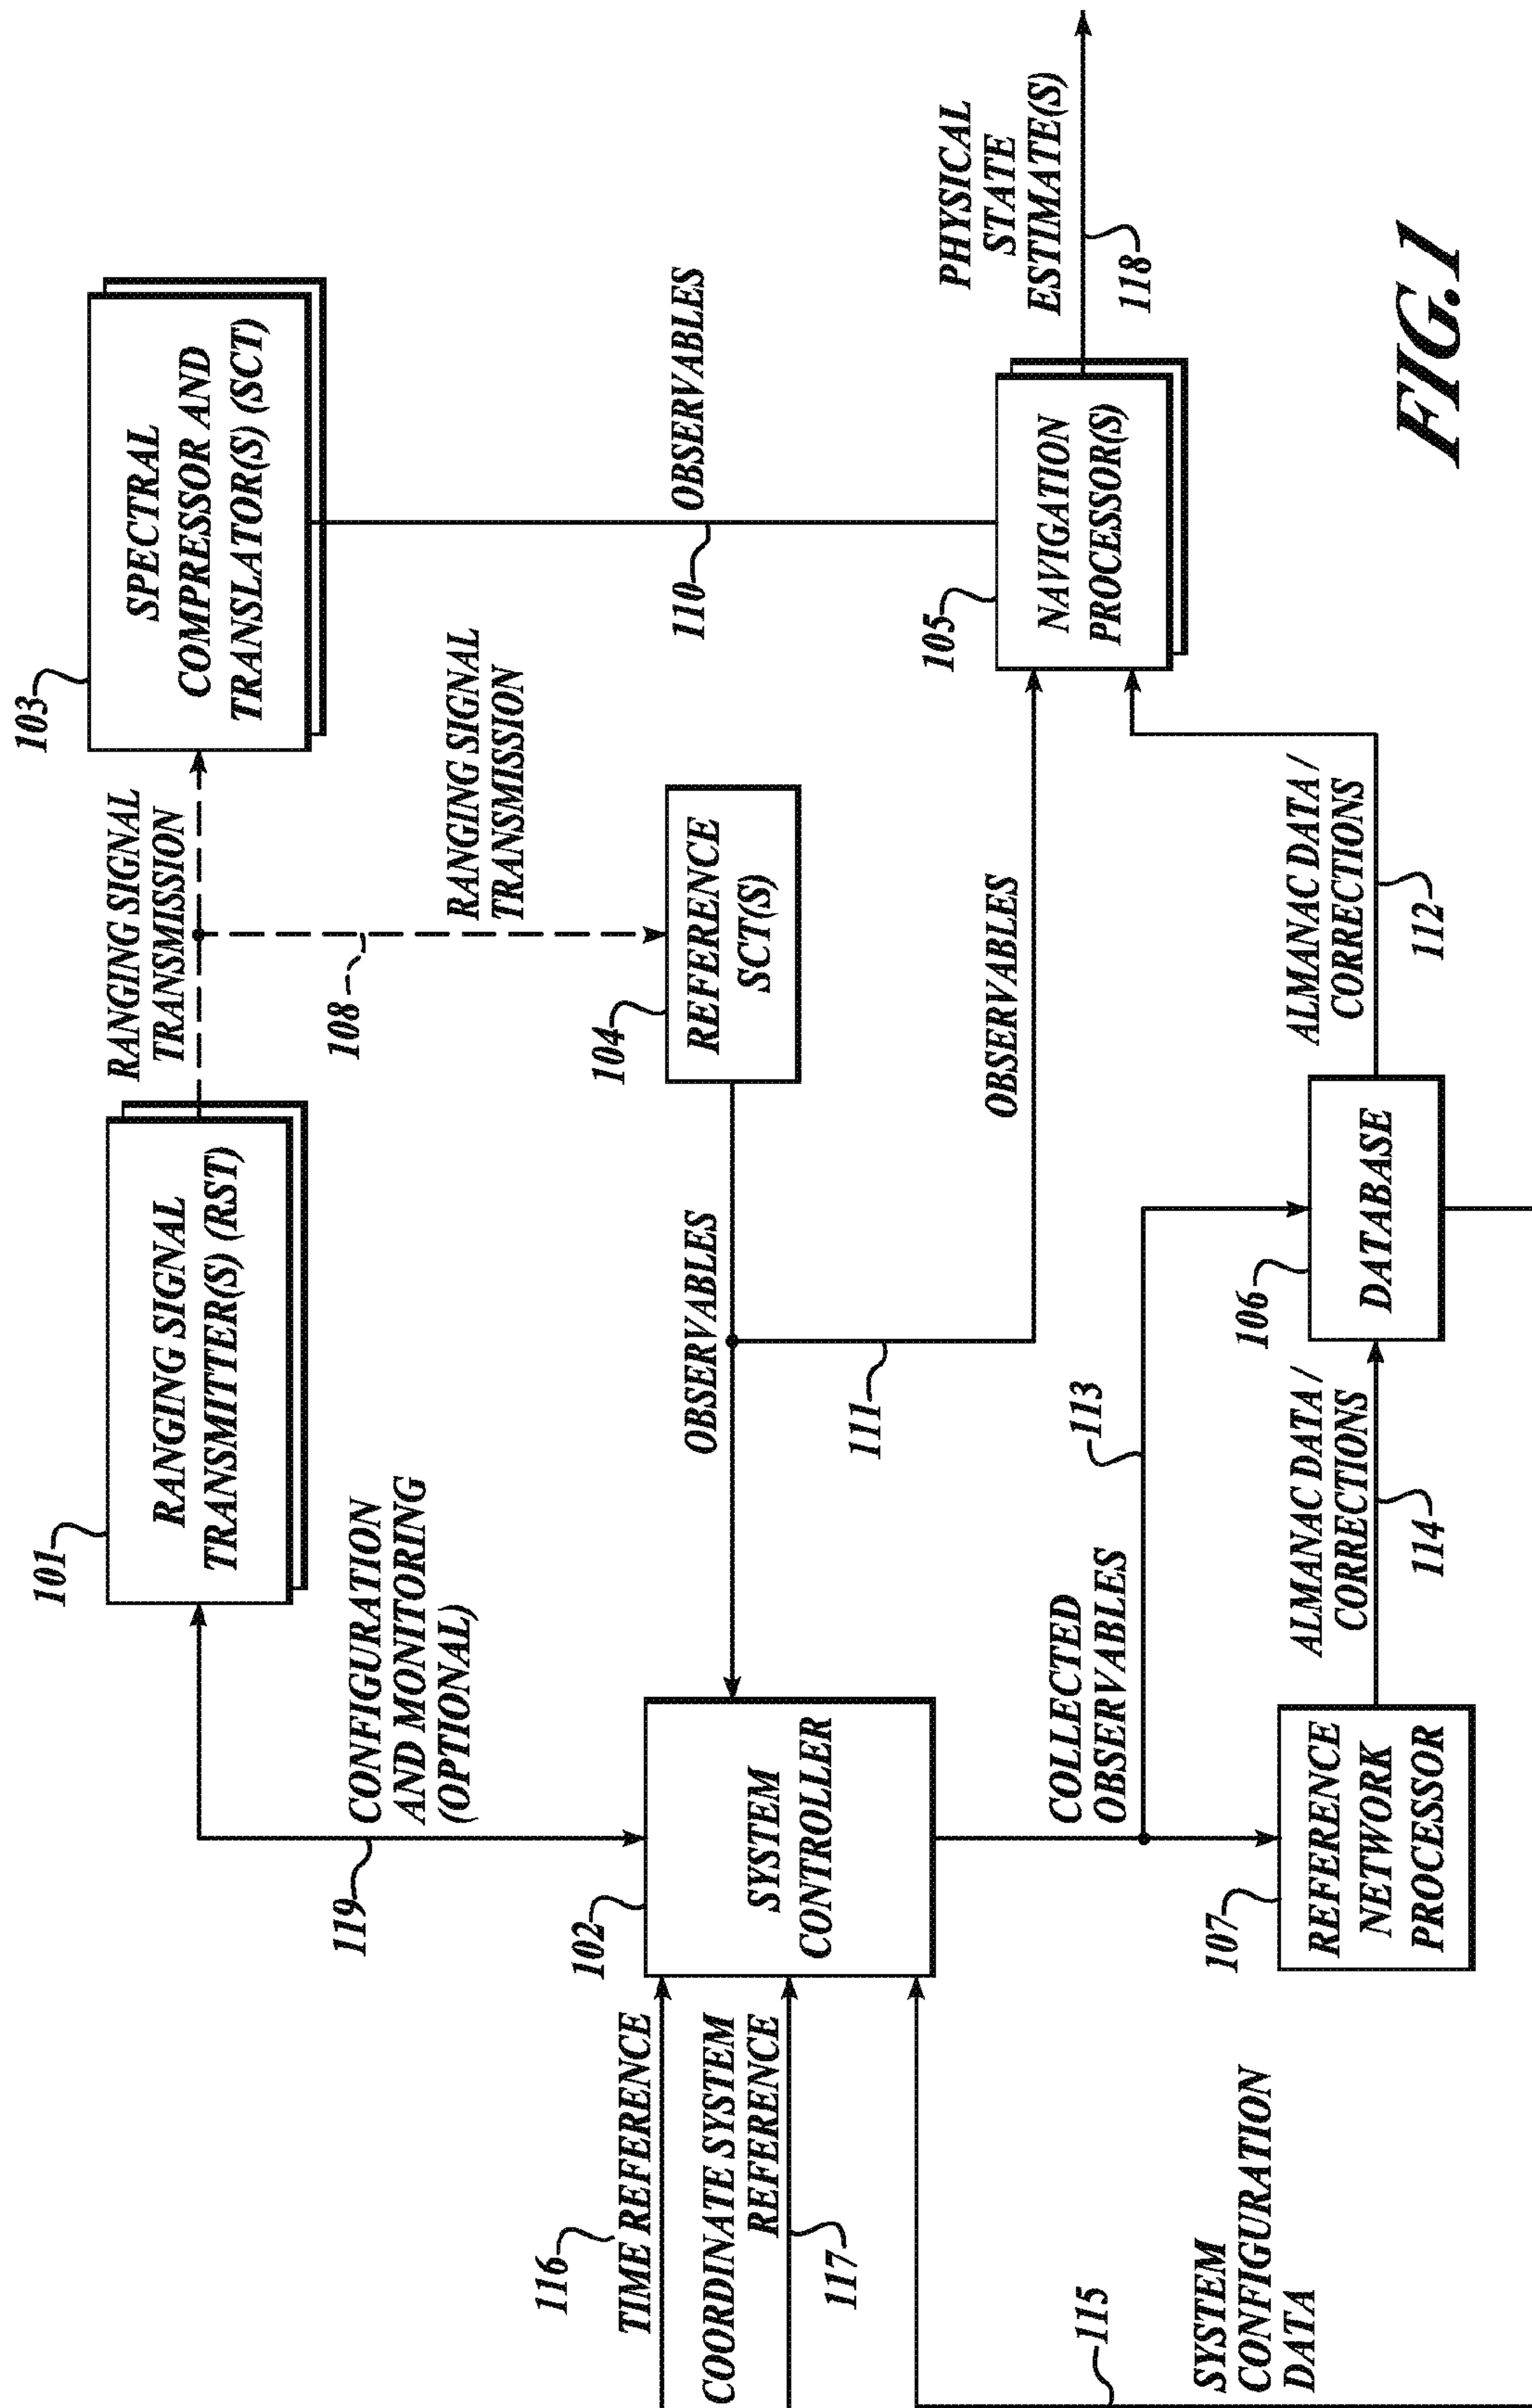 101
RANGING SIGNAL
TRANSMITTER(S) (RST)
RANGING SIGNAL
TRANSMISSION
103
SPECTRAL
COMPRESSOR AND
TRANSLATOR(S) (SCT)
119
CONFIGURATION
AND MONITORING
(OPTIONAL)
108
RANGING SIGNAL
TRANSMISSION
116
TIME REFERENCE
COORDINATE SYSTEM
REFERENCE
117
102
SYSTEM
CONTROLLER
OBSERVABLES
104
REFERENCE
SCT(S)
110
OBSERVABLES
111
OBSERVABLES
105
NAVIGATION
PROCESSOR(S)
PHYSICAL
STATE
ESTIMATE(S)
118
115
SYSTEM
CONFIGURATION
DATA
COLLECTED
OBSERVABLES
113
107
REFERENCE
NETWORK
PROCESSOR
ALMANAC DATA /
CORRECTIONS
114
106
DATABASE
ALMANAC DATA /
CORRECTIONS
112
FIG.1